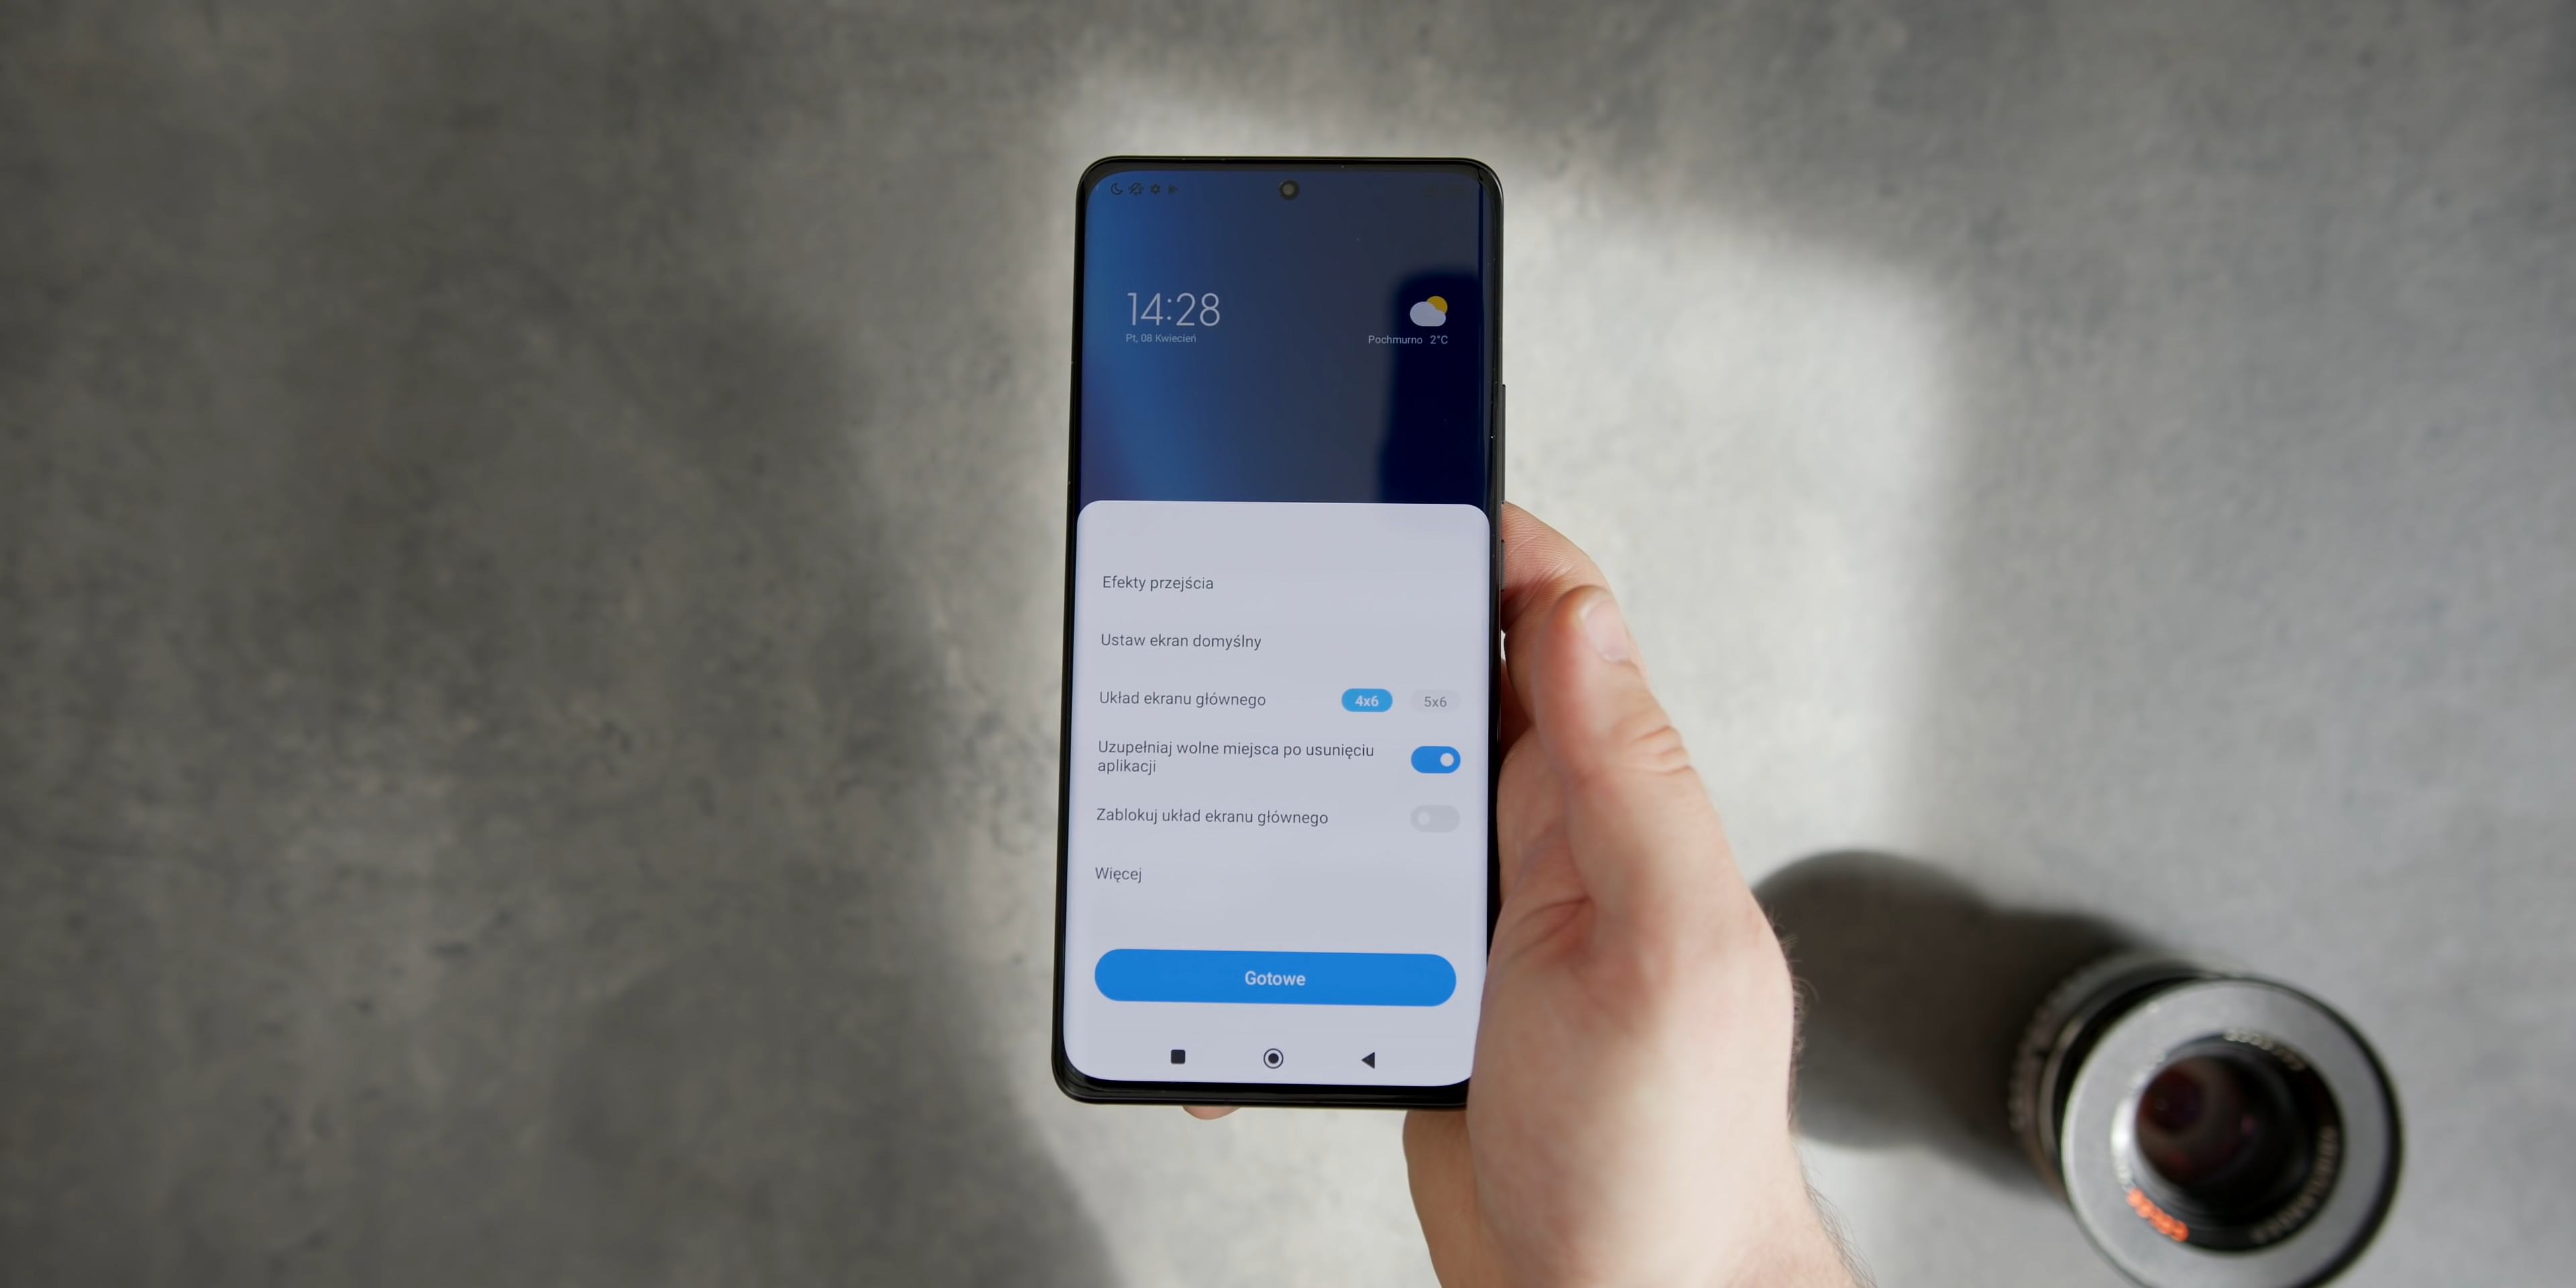 14:28
Pt, 08 Kwiecień
Pochmurno 2°C
Efekty przejścia
Ustaw ekran domyślny
Układ ekranu głównego 4x6 5x6
Uzupełniaj wolne miejsca po usunięciu
aplikacji
Zablokuj układ ekranu głównego
Więcej
Gotowe